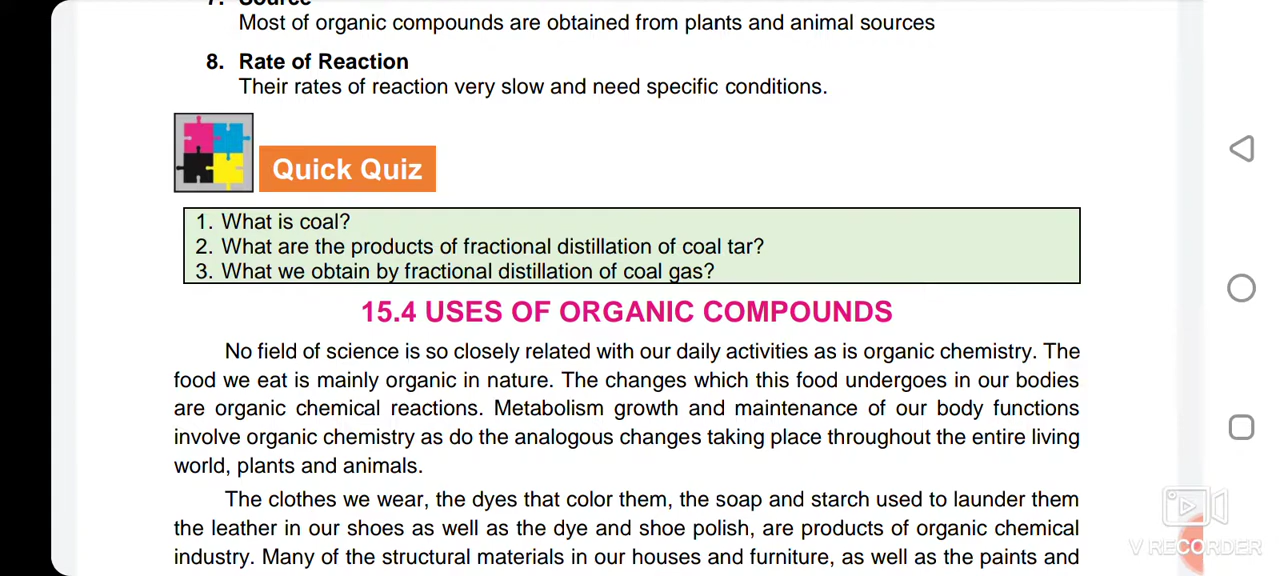 7. Source
Most of organic compounds are obtained from plants and animal sources
8. Rate of Reaction
Their rates of reaction very slow and need specific conditions.
Quick Quiz
1. What is coal?
2. What are the products of fractional distillation of coal tar?
3. What we obtain by fractional distillation of coal gas?
15.4 USES OF ORGANIC COMPOUNDS
No field of science is so closely related with our daily activities as is organic chemistry. The
food we eat is mainly organic in nature. The changes which this food undergoes in our bodies
are organic chemical reactions. Metabolism growth and maintenance of our body functions
involve organic chemistry as do the analogous changes taking place throughout the entire living
world, plants and animals.
The clothes we wear, the dyes that color them, the soap and starch used to launder them
the leather in our shoes as well as the dye and shoe polish, are products of organic chemical
industry. Many of the structural materials in our houses and furniture, as well as the paints and
V RECORDER